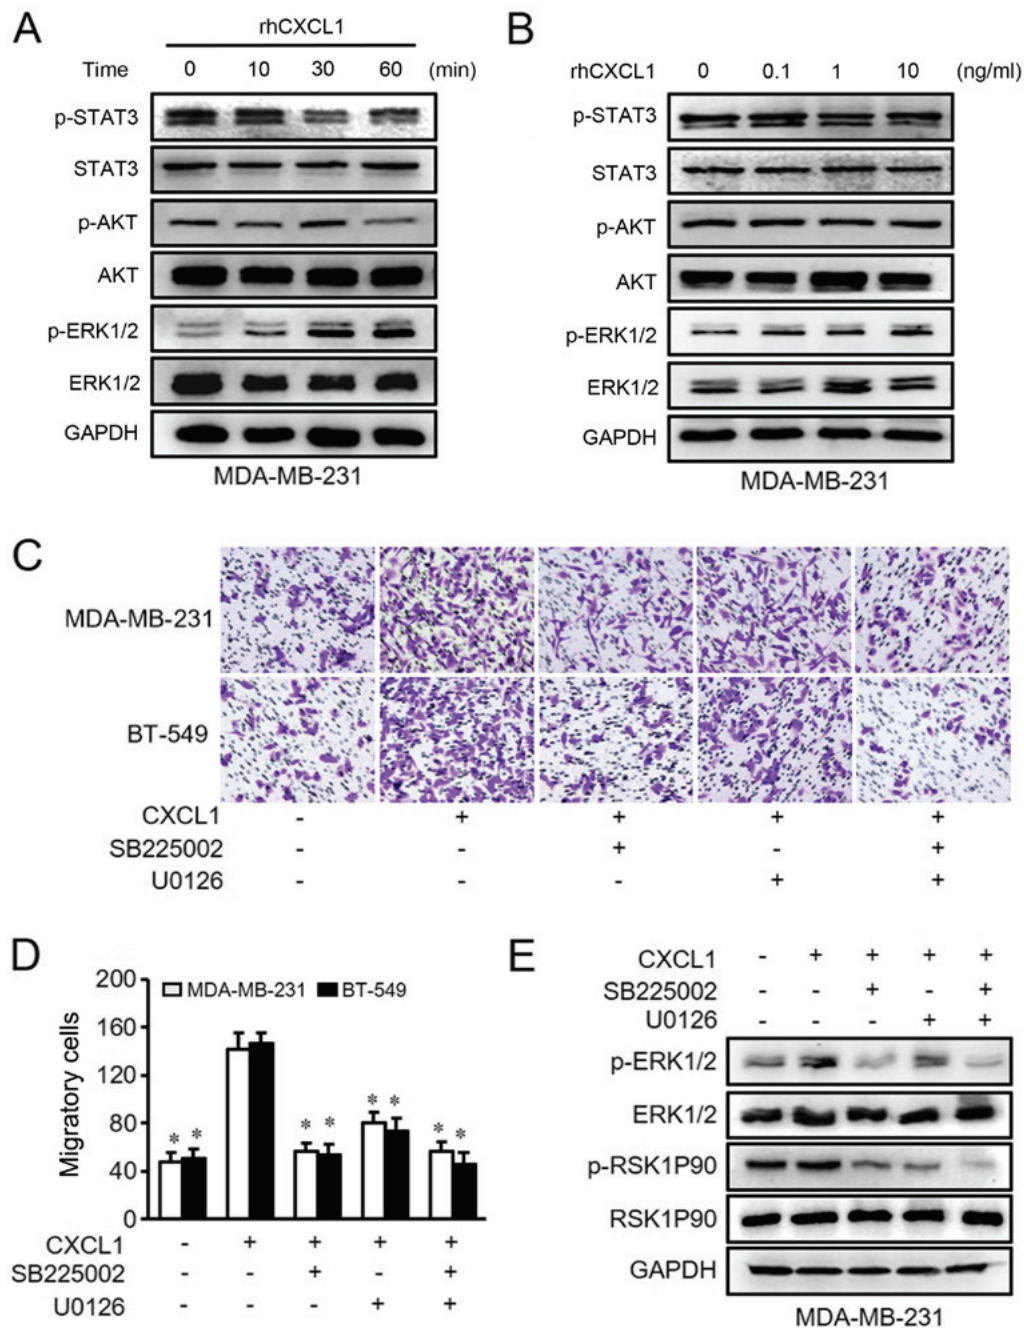 A
rhCXCL1
Time 0 10 30 60 (min)
p-STAT3
STAT3
p-AKT
AKT
p-ERK1/2
ERK1/2
GAPDH
MDA-MB-231
B
rhCXCL1 0 0.1 1 10 (ng/ml)
p-STAT3
STAT3
p-AKT
AKT
p-ERK1/2
ERK1/2
GAPDH
MDA-MB-231
C
MDA-MB-231
BT-549
CXCL1 - + + + +
SB225002 - - + - +
U0126 - - - + +
D
Migratory cells
200
160
120
80
40
0
MDA-MB-231 BT-549
* * * * * * * *
CXCL1 - + + + +
SB225002 - - + - +
U0126 - - - + +
E
CXCL1 - + + + +
SB225002 - - + - +
U0126 - - - + +
p-ERK1/2
ERK1/2
p-RSK1P90
RSK1P90
GAPDH
MDA-MB-231